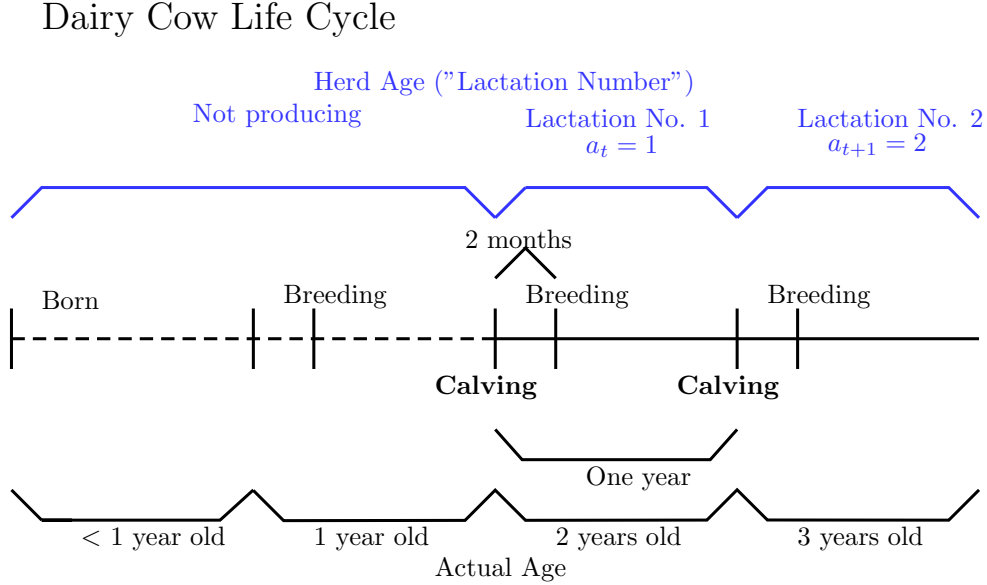 Dairy Cow Life Cycle
Herd Age ("Lactation Number")
Not producing
Lactation No. 1
a_t = 1
Lactation No. 2
a_{t+1} = 2
2 months
Born
Breeding
Breeding
Breeding
Calving
Calving
One year
< 1 year old
1 year old
2 years old
3 years old
Actual Age